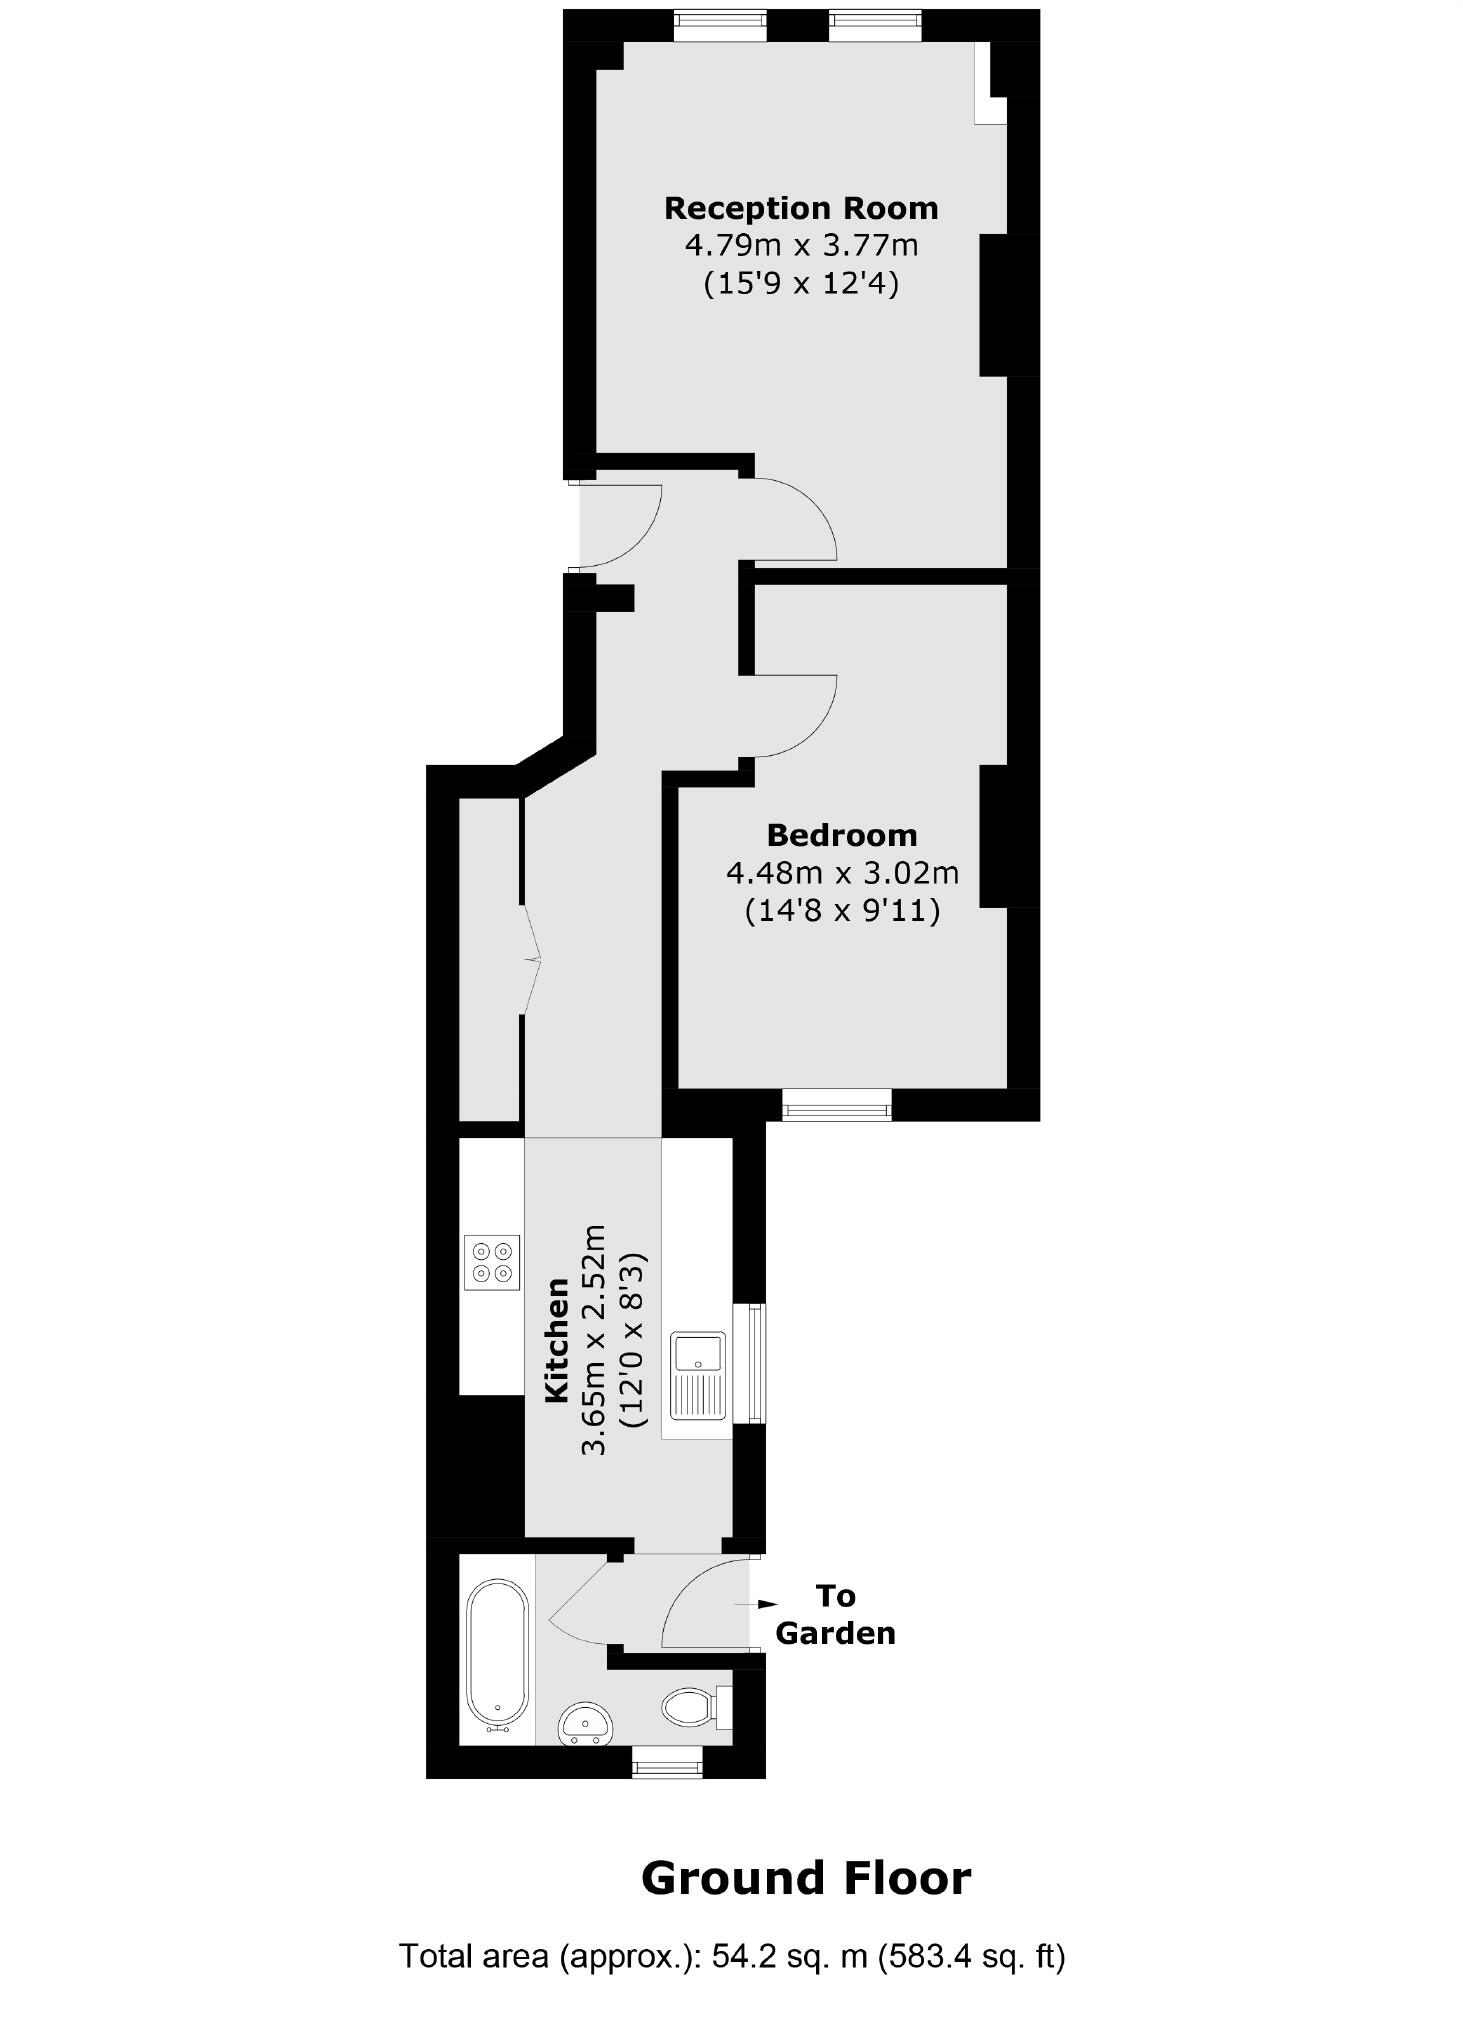 Reception Room
4.79m x 3.77m
(15'9 x 12'4)
Bedroom
4.48m x 3.02m
(14'8 x 9'11)
Kitchen
3.65m x 2.52m
(12'0 x 8'3)
To
Garden
Ground Floor
Total area (approx.): 54.2 sq. m (583.4 sq. ft)